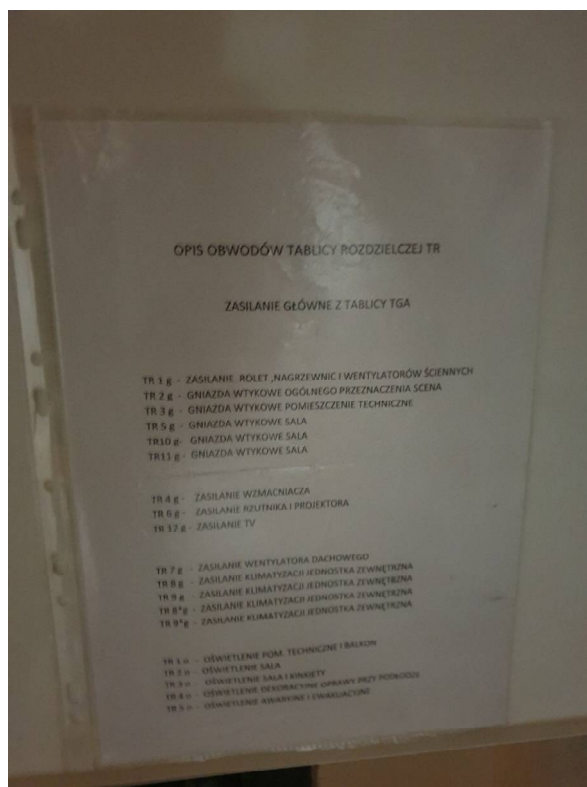 OPIS OBWODÓW TABLICY ROZDZIELCZEJ TR
ZASILANIE GŁÓWNE Z TABLICY TGA
TR 1 g - ZASILANIE ROLET ,NAGRZEWNIC I WENTYLATORÓW ŚCIENNYCH
TR 2 g - GNIAZDA WTYKOWE OGÓLNEGO PRZEZNACZENIA SCENA
TR 3 g - GNIAZDA WTYKOWE POMIESZCZENIE TECHNICZNE
TR 5 g - GNIAZDA WTYKOWE SALA
TR10 g- GNIAZDA WTYKOWE SALA
TR11 g - GNIAZDA WTYKOWE SALA
TR 4 g - ZASILANIE WZMACNIACZA
TR 6 g - ZASILANIE RZUTNIKA I PROJEKTORA
TR 12 g - ZASILANIE TV
TR 7 g - ZASILANIE WENTYLATORA DACHOWEGO
TR 8 g - ZASILANIE KLIMATYZACJI JEDNOSTKA ZEWNĘTRZNA
TR 9 g - ZASILANIE KLIMATYZACJI JEDNOSTKA ZEWNĘTRZNA
TR 8*g - ZASILANIE KLIMATYZACJI JEDNOSTKA ZEWNĘTRZNA
TR 9*g - ZASILANIE KLIMATYZACJI JEDNOSTKA ZEWNĘTRZNA
TR 1 o - OŚWIETLENIE POM. TECHNICZNE I BALKON
TR 2 o - OŚWIETLENIE SALA
TR 3 o - OŚWIETLENIE SALA I KINKIETY
TR 4 o - OŚWIETLENIE DEKORACYJNE OPRAWY PRZY PODŁODZE
TR 5 o - OŚWIETLENIE AWARYJNE I EWAKUACYJNE